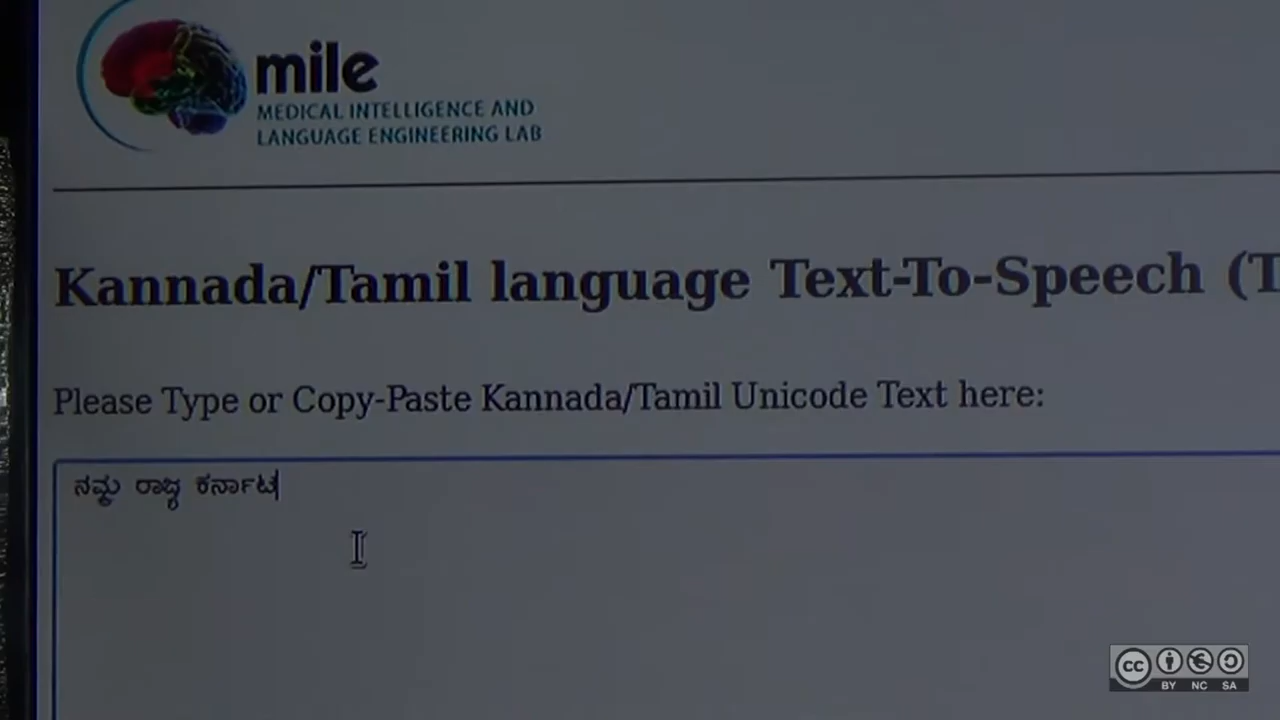 mile
MEDICAL INTELLIGENCE AND
LANGUAGE ENGINEERING LAB
Kannada/Tamil language Text-To-Speech (T
Please Type or Copy-Paste Kannada/Tamil Unicode Text here:
ನಮ್ಮ ರಾಜ್ಯ ಕರ್ನಾಟ
cc
BY NC SA